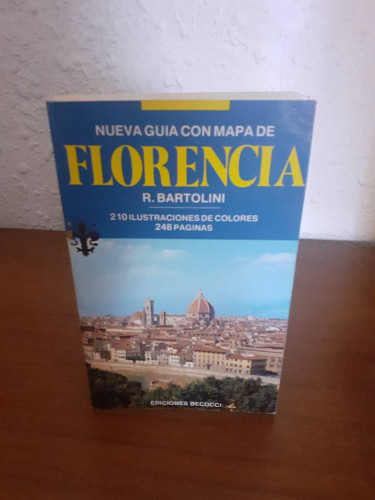 NUEVA GUIA CON MAPA DE
FLORENCIA
R. BARTOLINI
210 ILUSTRACIONES DE COLORES
248 PAGINAS
EDICIONES BECOCCI